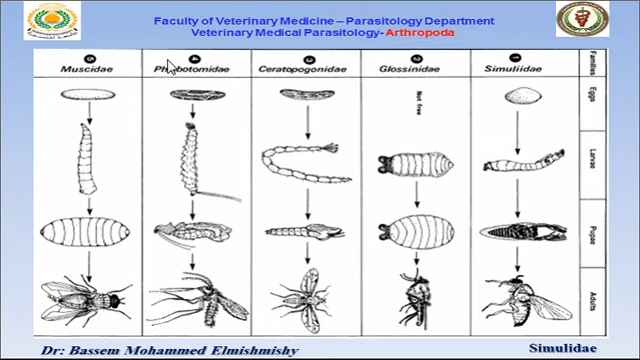 Faculty of Veterinary Medicine – Parasitology Department
Veterinary Medical Parasitology- Arthropoda
5 4 3 2 1 Families
Muscidae Phlebotomidae Ceratopogonidae Glossinidae Simuliidae
Eggs
Not free
Larvae
Pupae
Adults
Dr: Bassem Mohammed Elmishmishy
Simulidae